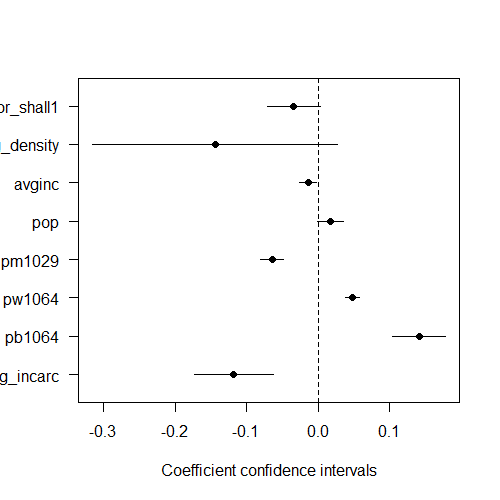 or_shall1
_density
avginc
pop
pm1029
pw1064
pb1064
g_incarc
-0.3
-0.2
-0.1
0.0
0.1
Coefficient confidence intervals